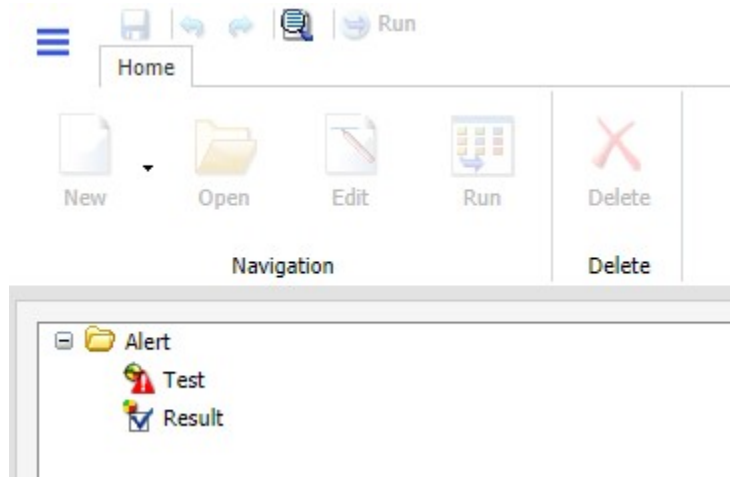 Run
Home
New Open Edit Run Delete
Navigation Delete
Alert
Test
Result